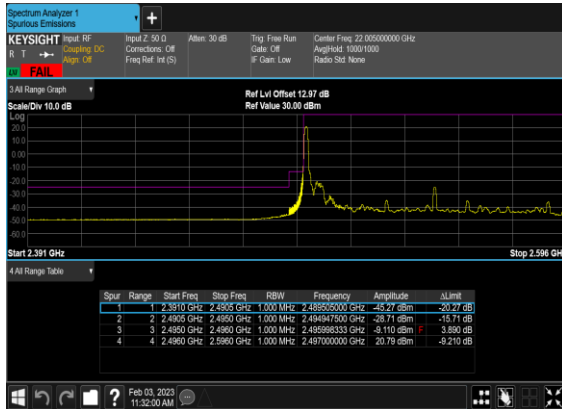 Spectrum Analyzer 1
Spurious Emissions
+
KEYSIGHT Input: RF Input Z: 50 Ω Atten: 30 dB Trig: Free Run Center Freq: 22.005000000 GHz
R T Coupling: DC Corrections: Off Gate: Off Avg|Hold: 1000/1000
Align: Off Freq Ref: Int (S) IF Gain: Low Radio Std: None
FAIL
3 All Range Graph
Ref Lvl Offset 12.97 dB
Scale/Div 10.0 dB Ref Value 30.00 dBm
Log
20.0
10.0
0.00
-10.0
-20.0
-30.0
-40.0
-50.0
-60.0
Start 2.391 GHz Stop 2.596 GH
4 All Range Table
Spur Range Start Freq Stop Freq RBW Frequency Amplitude ΔLimit
1 1 2.3910 GHz 2.4905 GHz 1.000 MHz 2.489505000 GHz -45.27 dBm -20.27 dB
2 2 2.4905 GHz 2.4950 GHz 1.000 MHz 2.494947500 GHz -28.71 dBm -15.71 dB
3 3 2.4950 GHz 2.4960 GHz 1.000 MHz 2.495998333 GHz -9.110 dBm F 3.890 dB
4 4 2.4960 GHz 2.5960 GHz 1.000 MHz 2.497000000 GHz 20.79 dBm -9.210 dB
? Feb 03, 2023
11:32:00 AM